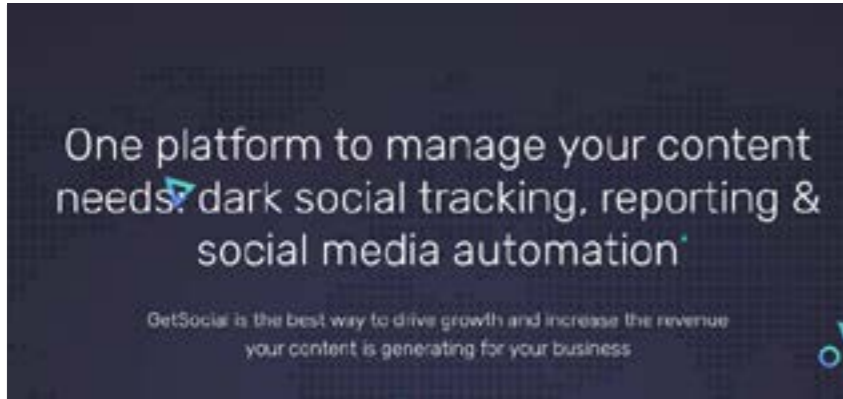 One platform to manage your content
needs: dark social tracking, reporting &
social media automation
GetSocial is the best way to drive growth and increase the revenue
your content is generating for your business